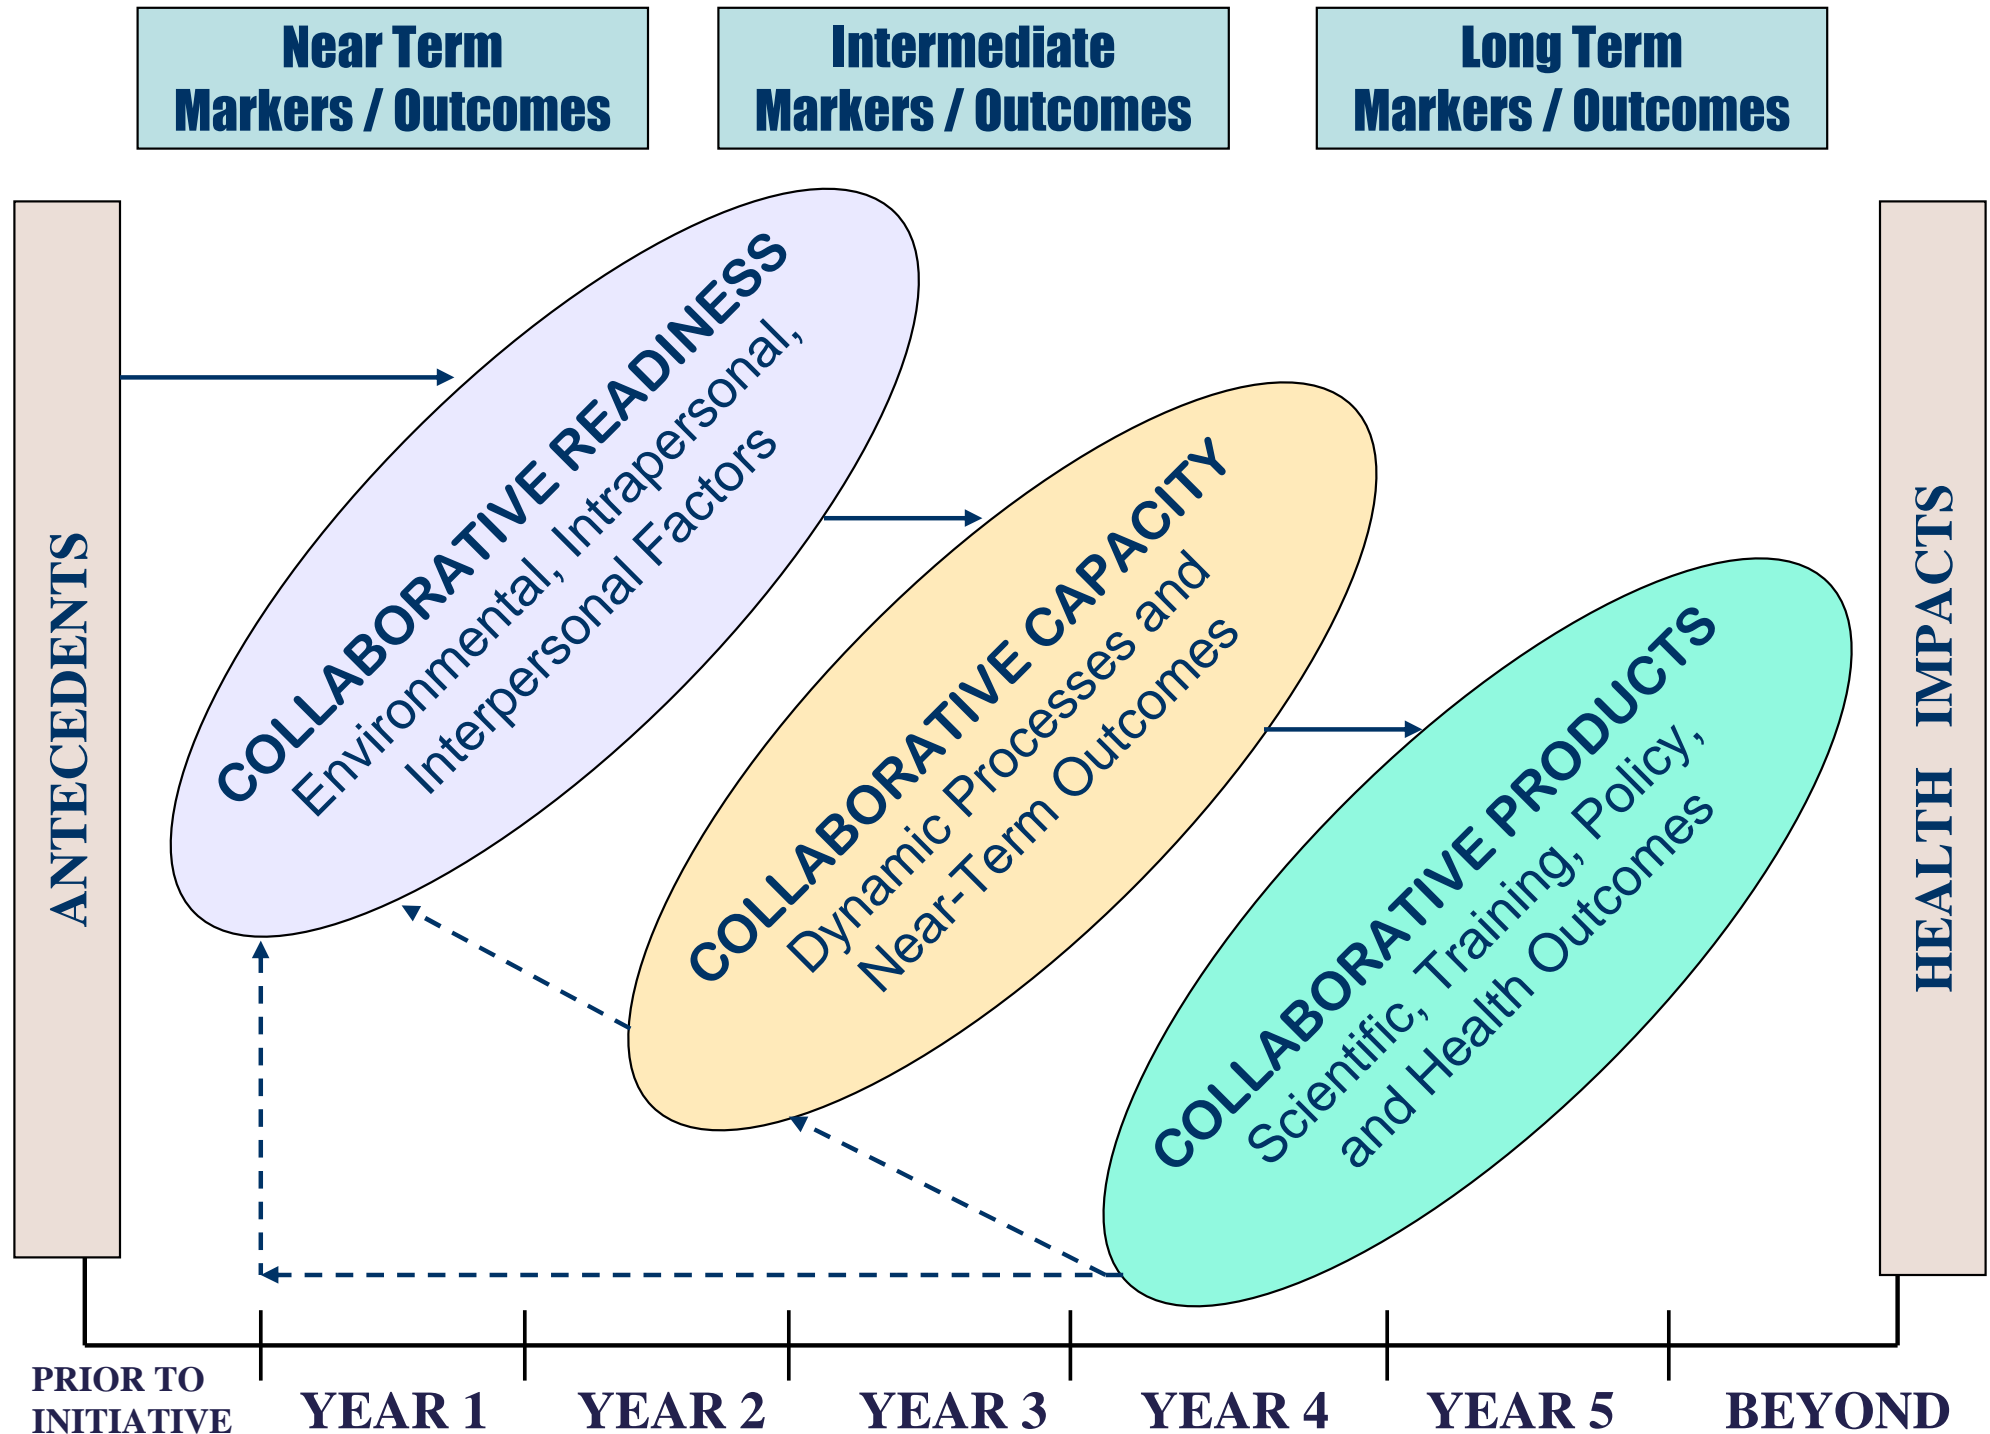 Near Term
Markers / Outcomes
Intermediate
Markers / Outcomes
Long Term
Markers / Outcomes
ANTECEDENTS
COLLABORATIVE READINESS
Environmental, Intrapersonal,
Interpersonal Factors
COLLABORATIVE CAPACITY
Dynamic Processes and
Near-Term Outcomes
COLLABORATIVE PRODUCTS
Scientific, Training, Policy,
and Health Outcomes
HEALTH IMPACTS
PRIOR TO
INITIATIVE
YEAR 1
YEAR 2
YEAR 3
YEAR 4
YEAR 5
BEYOND